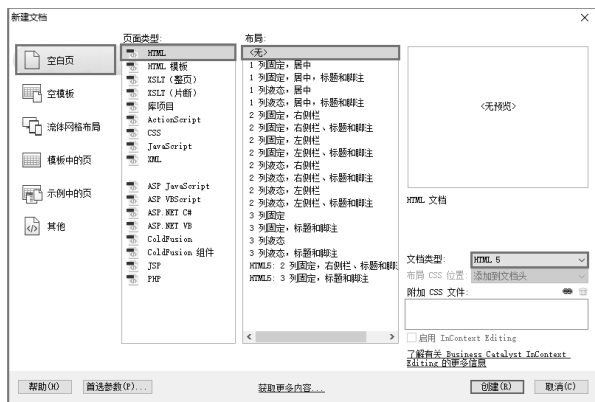 新建文档
页面类型:
布局:
空白页
空模板
流体网格布局
模板中的页
示例中的页
其他
HTML
HTML 模板
XSLT (整页)
XSLT (片断)
库项目
ActionScript
CSS
JavaScript
XML
ASP JavaScript
ASP VBScript
ASP.NET C#
ASP.NET VB
ColdFusion
ColdFusion 组件
JSP
PHP
<无>
1 列固定，居中
1 列固定，居中，标题和脚注
1 列液态，居中
1 列液态，居中，标题和脚注
2 列固定，右侧栏
2 列固定，右侧栏、标题和脚注
2 列固定，左侧栏
2 列固定，左侧栏、标题和脚注
2 列液态，右侧栏
2 列液态，右侧栏、标题和脚注
2 列液态，左侧栏
2 列液态，左侧栏、标题和脚注
3 列固定
3 列固定，标题和脚注
3 列液态
3 列液态，标题和脚注
HTML5: 2 列固定，右侧栏、标题和脚
HTML5: 3 列固定，标题和脚注
<无预览>
HTML 文档
文档类型:
HTML 5
布局 CSS 位置:
添加到文档头
附加 CSS 文件:
启用 InContext Editing
了解有关 Business Catalyst InContext
Editing 的更多信息
帮助(H)
首选参数(P)...
获取更多内容...
创建(R)
取消(C)